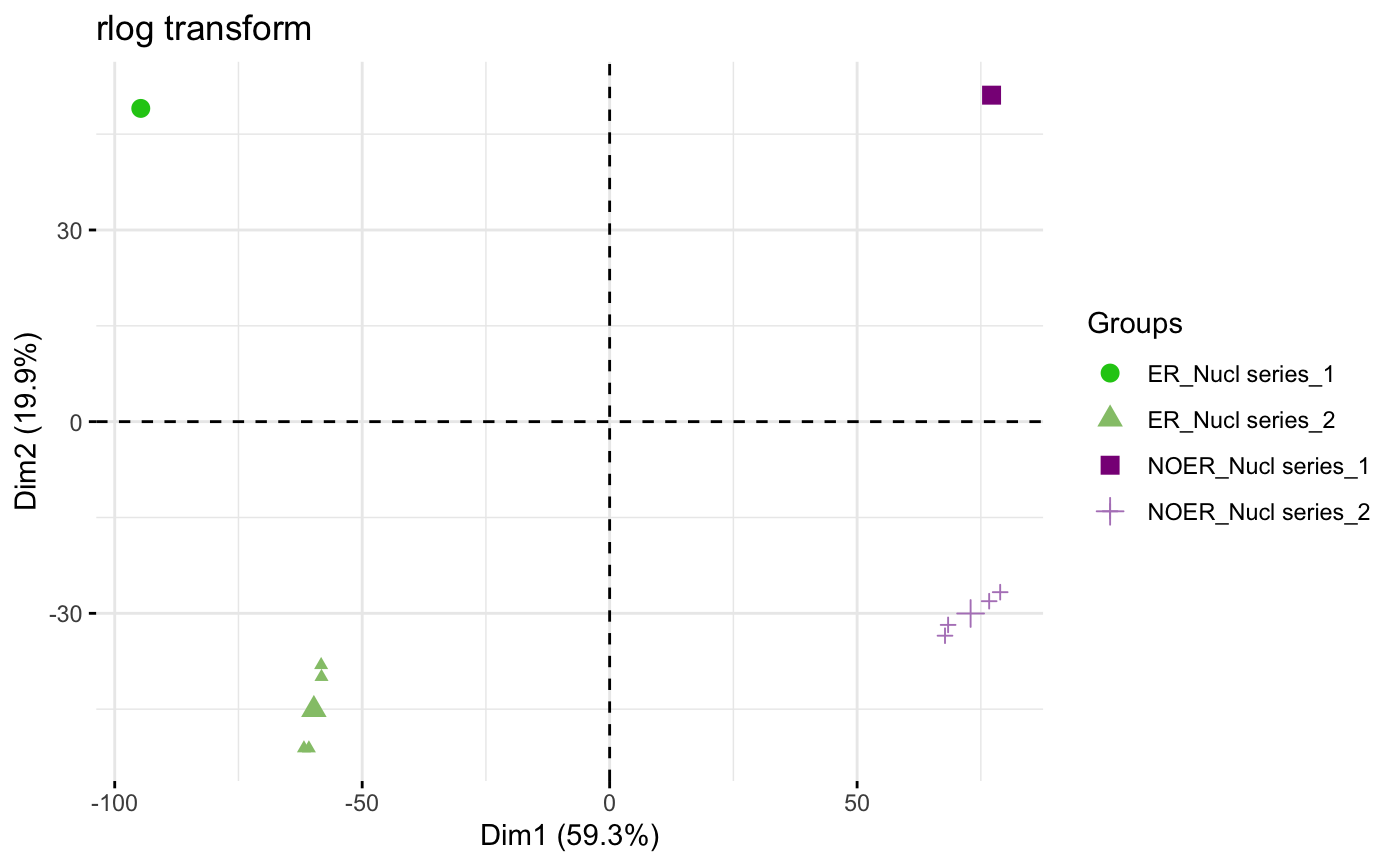 rlog transform
30
0
-30
Dim2 (19.9%)
-100
-50
0
50
Dim1 (59.3%)
Groups
ER_Nucl series_1
ER_Nucl series_2
NOER_Nucl series_1
NOER_Nucl series_2